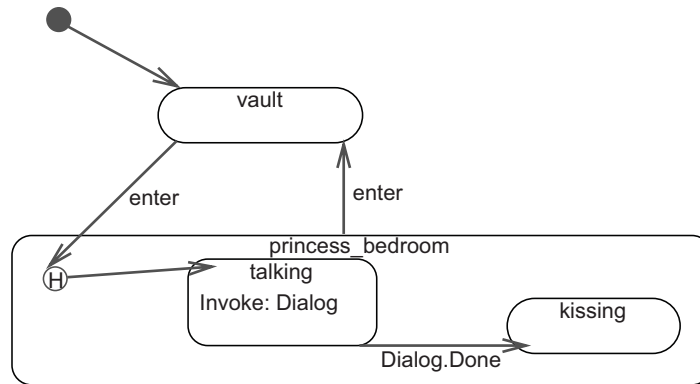 vault
enter
enter
princess_bedroom
H
talking
Invoke: Dialog
kissing
Dialog.Done